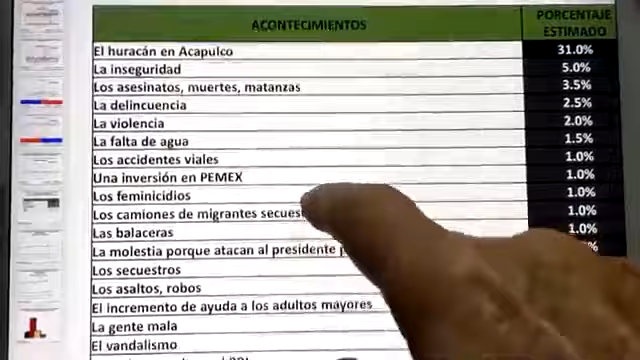 ACONTECIMIENTOS
PORCENTAJE
ESTIMADO
El huracán en Acapulco 31.0%
La inseguridad 5.0%
Los asesinatos, muertes, matanzas 3.5%
La delincuencia 2.5%
La violencia 2.0%
La falta de agua 1.5%
Los accidentes viales 1.0%
Una inversión en PEMEX 1.0%
Los feminicidios 1.0%
Los camiones de migrantes 1.0%
Las balaceras 1.0%
La molestia porque atacan al presidente
Los secuestros
Los asaltos, robos
El incremento de ayuda a los adultos mayores
La gente mala
El vandalismo